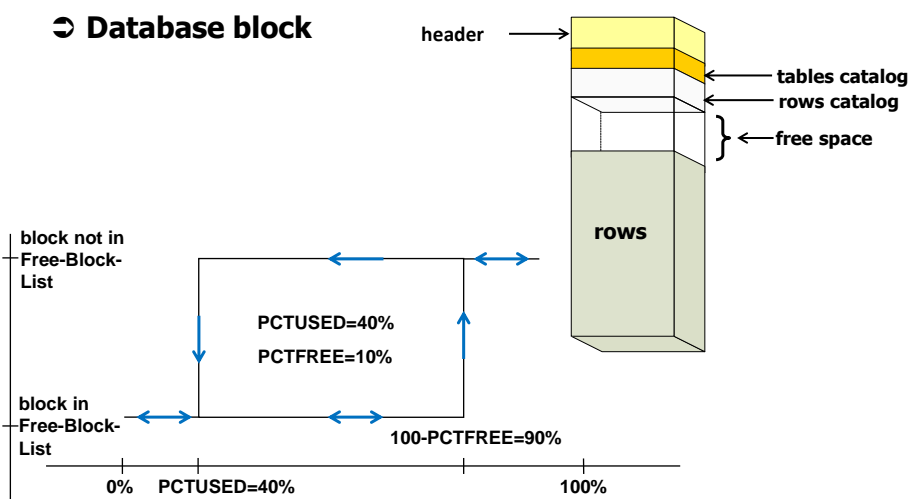 ➲ Database block
header
tables catalog
rows catalog
free space
rows
block not in
Free-Block-
List
PCTUSED=40%
PCTFREE=10%
block in
Free-Block-
List
100-PCTFREE=90%
0%
PCTUSED=40%
100%